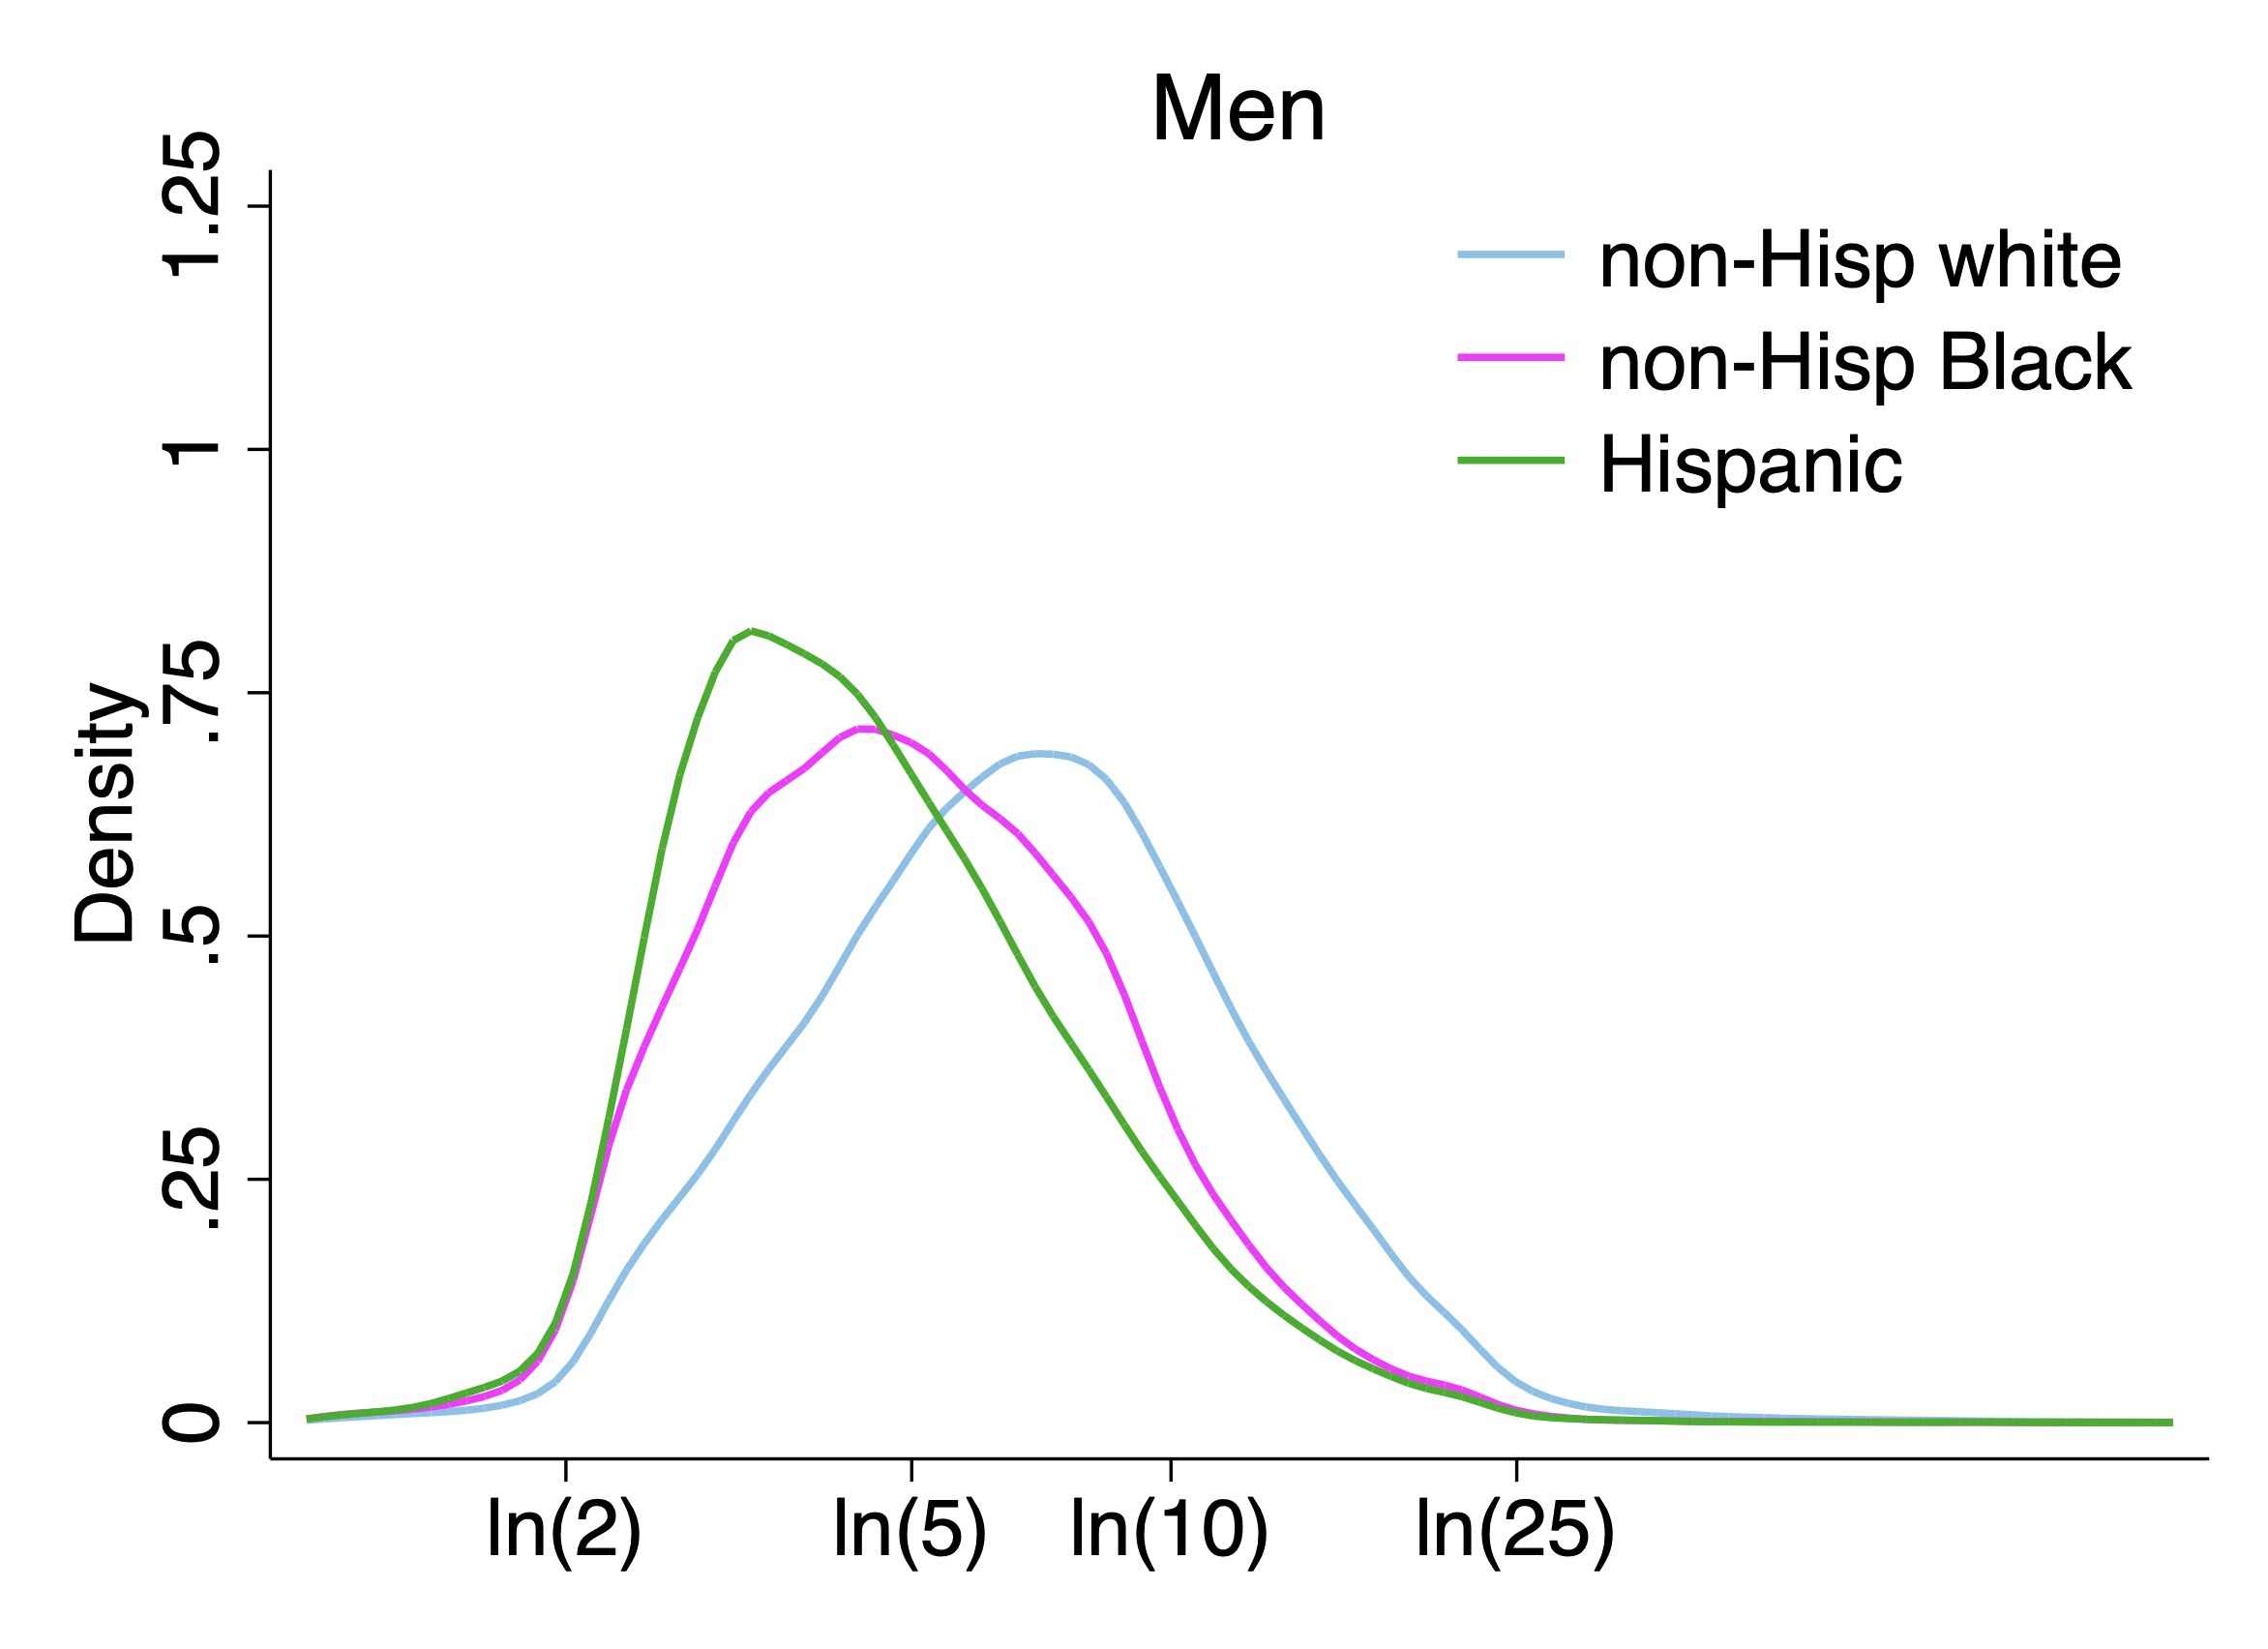 Men
non-Hisp white
non-Hisp Black
Hispanic
Density
1.25
1
.75
.5
.25
0
ln(2)
ln(5)
ln(10)
ln(25)